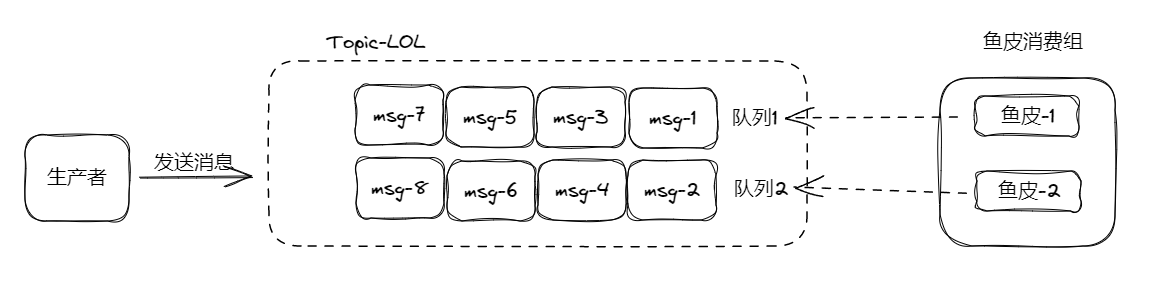 Topic-LOL
鱼皮消费组
msg-7
msg-5
msg-3
msg-1
队列1
鱼皮-1
生产者
发送消息
msg-8
msg-6
msg-4
msg-2
队列2
鱼皮-2